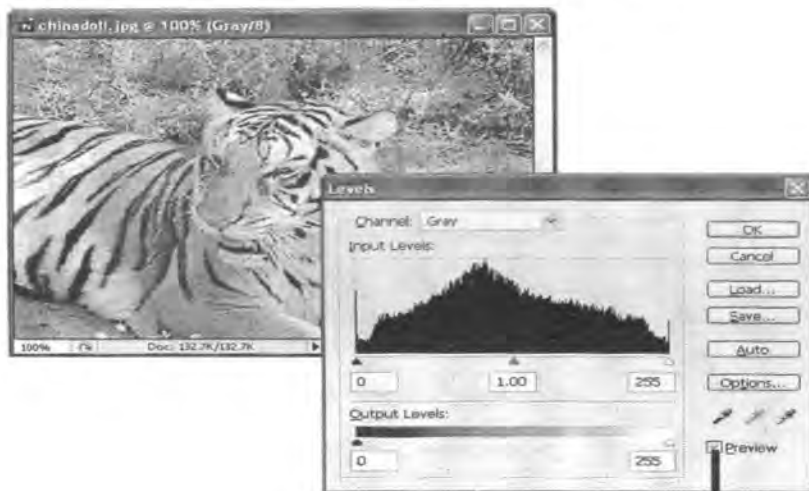 chinadoll.jpg @ 100% (Gray/8)
100%
Doc: 132.7K/132.7K
Levels
Channel: Gray
Input Levels:
0 1.00 255
Output Levels:
0 255
OK
Cancel
Load...
Save...
Auto
Options...
Preview